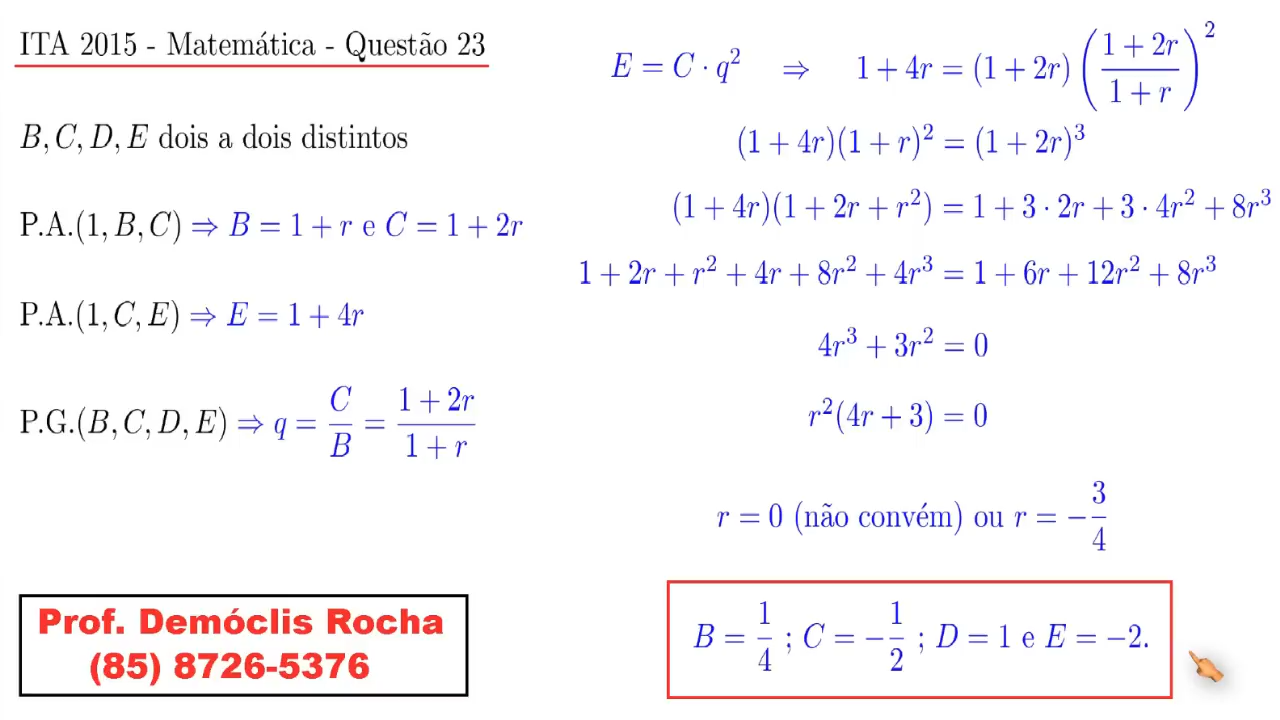 ITA 2015 - Matemática - Questão 23
B, C, D, E dois a dois distintos
P.A.(1, B, C) ⇒ B = 1 + r e C = 1 + 2r
P.A.(1, C, E) ⇒ E = 1 + 4r
P.G.(B, C, D, E) ⇒ q = C/B = (1 + 2r)/(1 + r)
E = C · q² ⇒ 1 + 4r = (1 + 2r) ((1 + 2r)/(1 + r))²
(1 + 4r)(1 + r)² = (1 + 2r)³
(1 + 4r)(1 + 2r + r²) = 1 + 3 · 2r + 3 · 4r² + 8r³
1 + 2r + r² + 4r + 8r² + 4r³ = 1 + 6r + 12r² + 8r³
4r³ + 3r² = 0
r²(4r + 3) = 0
r = 0 (não convém) ou r = −3/4
B = 1/4 ; C = −1/2 ; D = 1 e E = −2.
Prof. Demóclis Rocha
(85) 8726-5376